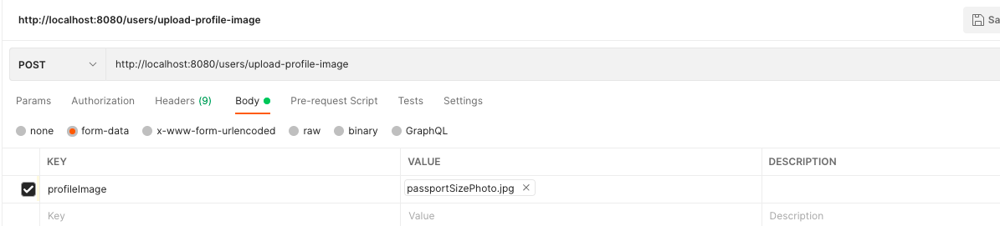 http://localhost:8080/users/upload-profile-image
Sa
POST http://localhost:8080/users/upload-profile-image
Params Authorization Headers (9) Body Pre-request Script Tests Settings
none form-data x-www-form-urlencoded raw binary GraphQL
KEY VALUE DESCRIPTION
profileImage passportSizePhoto.jpg
Key Value Description